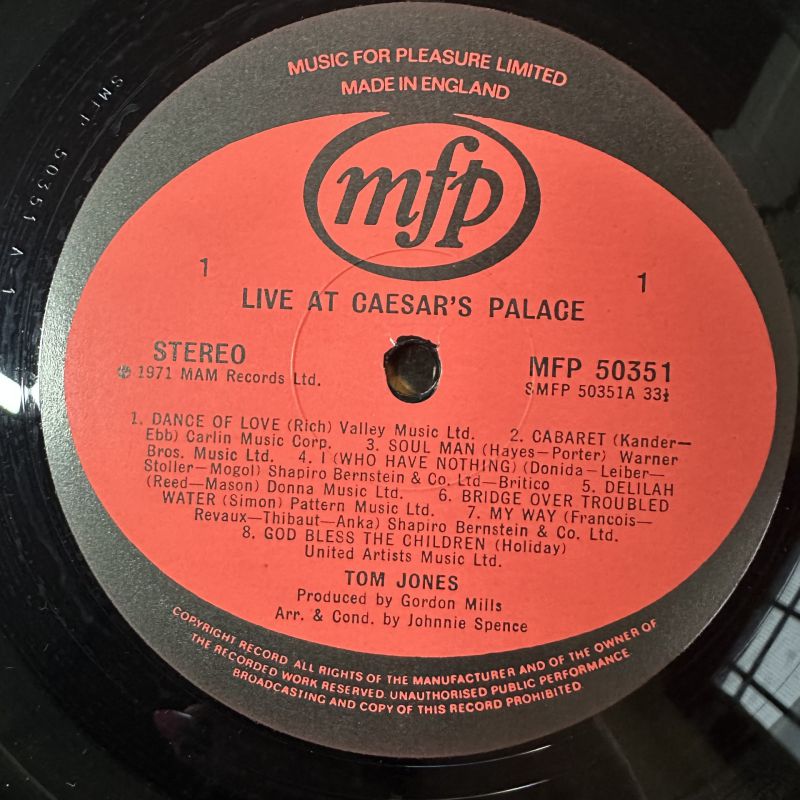 MUSIC FOR PLEASURE LIMITED
MADE IN ENGLAND
mfp
1
1
LIVE AT CAESAR'S PALACE
STEREO
MFP 50351
℗ 1971 MAM Records Ltd.
SMFP 50351A 33⅓
1. DANCE OF LOVE (Rich) Valley Music Ltd. 2. CABARET (Kander—
Ebb) Carlin Music Corp. 3. SOUL MAN (Hayes-Porter) Warner
Bros. Music Ltd. 4. I (WHO HAVE NOTHING) (Donida-Leiber-
Stoller-Mogol) Shapiro Bernstein & Co. Ltd—Britico 5. DELILAH
(Reed-Mason) Donna Music Ltd. 6. BRIDGE OVER TROUBLED
WATER (Simon) Pattern Music Ltd. 7. MY WAY (Francois-
Revaux—Thibaut-Anka) Shapiro Bernstein & Co. Ltd.
8. GOD BLESS THE CHILDREN (Holiday)
United Artists Music Ltd.
TOM JONES
Produced by Gordon Mills
Arr. & Cond. by Johnnie Spence
COPYRIGHT RECORD. ALL RIGHTS OF THE MANUFACTURER AND OF THE OWNER OF
THE RECORDED WORK RESERVED. UNAUTHORISED PUBLIC PERFORMANCE.
BROADCASTING AND COPY OF THIS RECORD PROHIBITED.
SMFP 50351 A-1